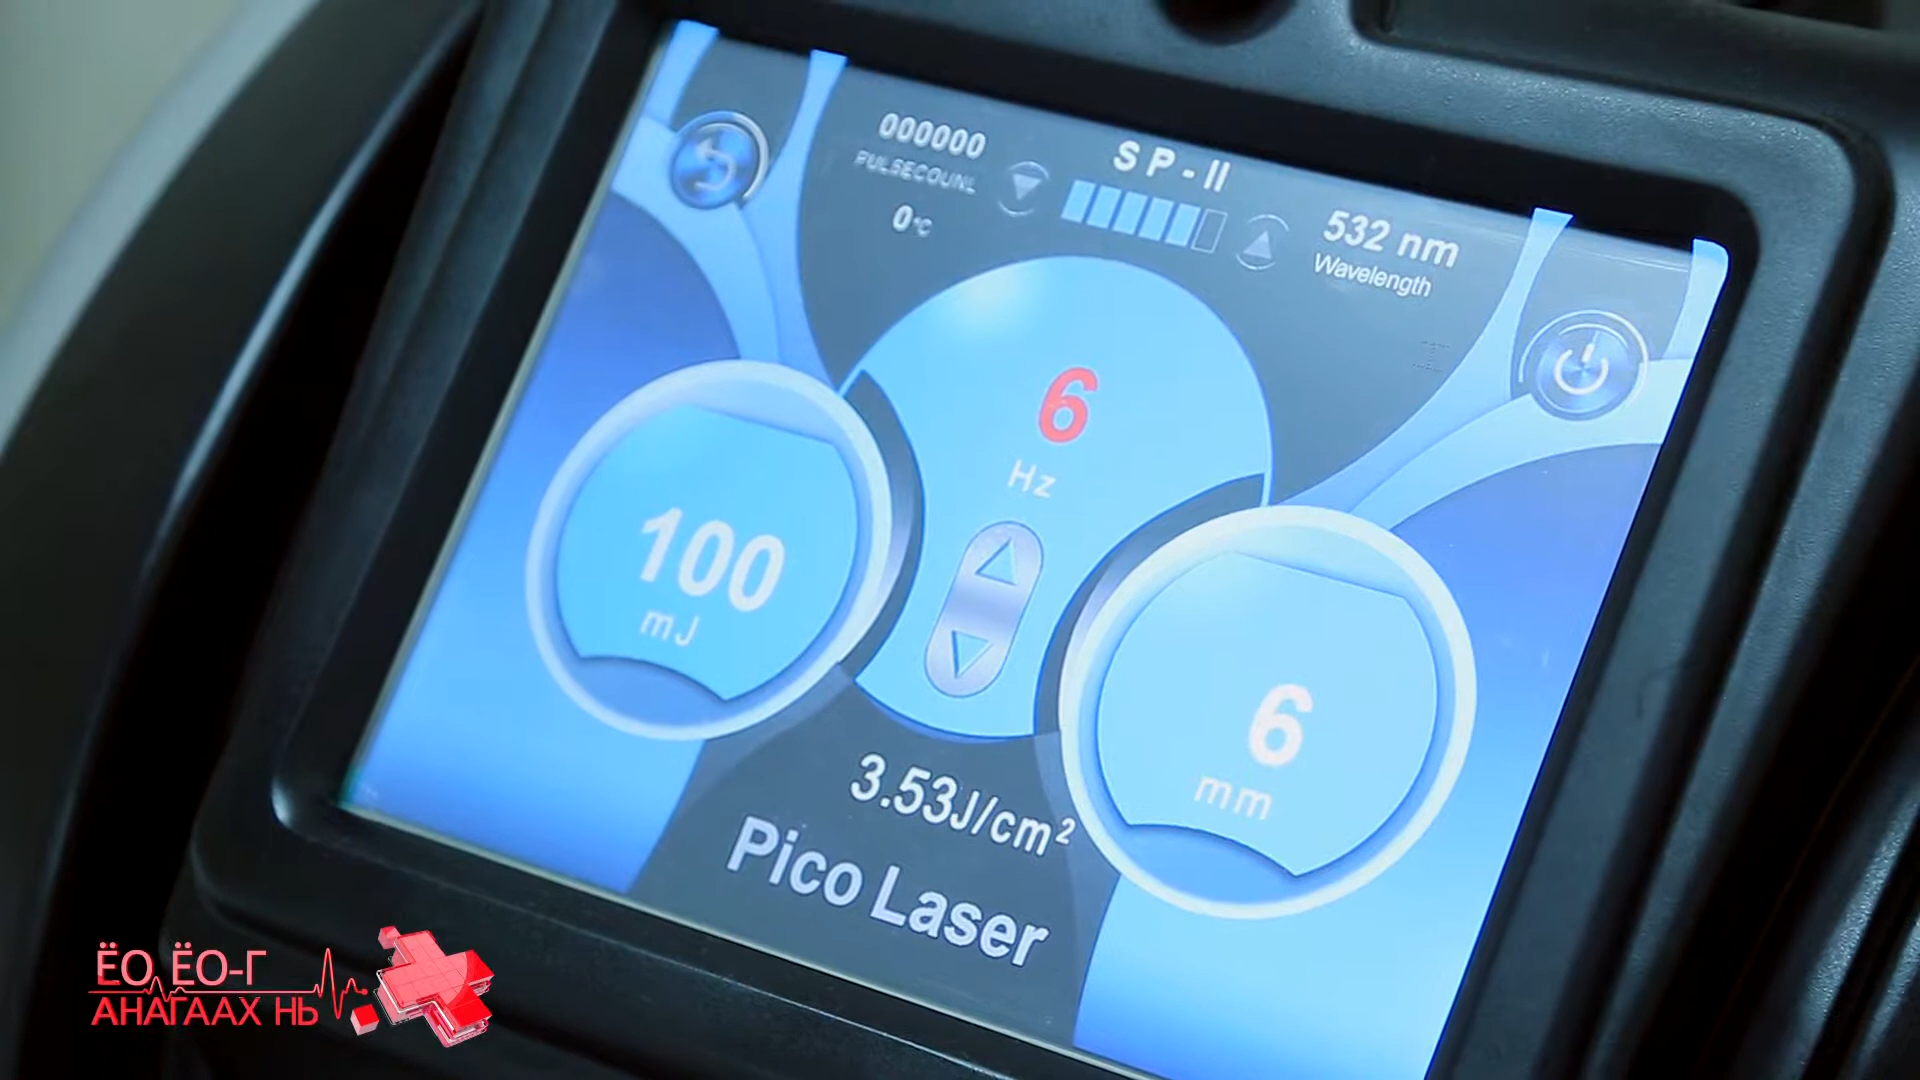 000000
PULSECOUNL
0°C
SP-II
532 nm
Wavelength
6
Hz
100
mJ
6
mm
3.53J/cm²
Pico Laser
ЁО, ЁО-Г
АНАГААХ НЬ